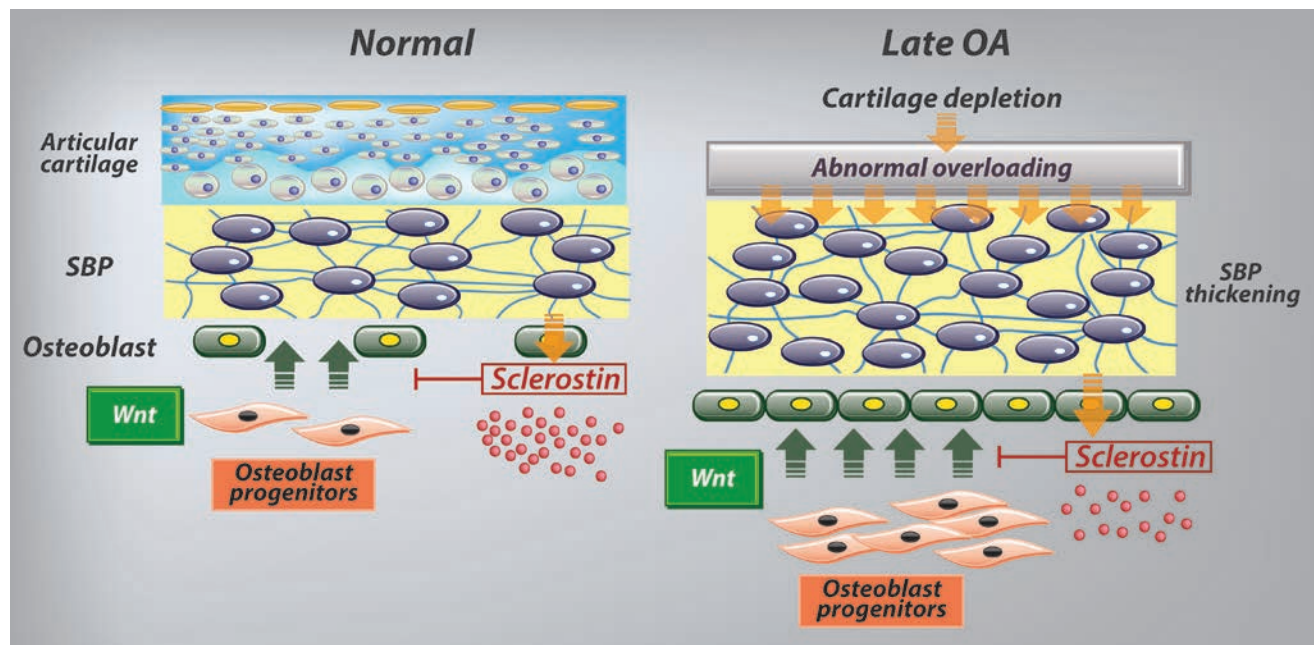 Normal
Articular
cartilage
SBP
Osteoblast
Wnt
Sclerostin
Osteoblast
progenitors
Late OA
Cartilage depletion
Abnormal overloading
SBP
thickening
Wnt
Sclerostin
Osteoblast
progenitors